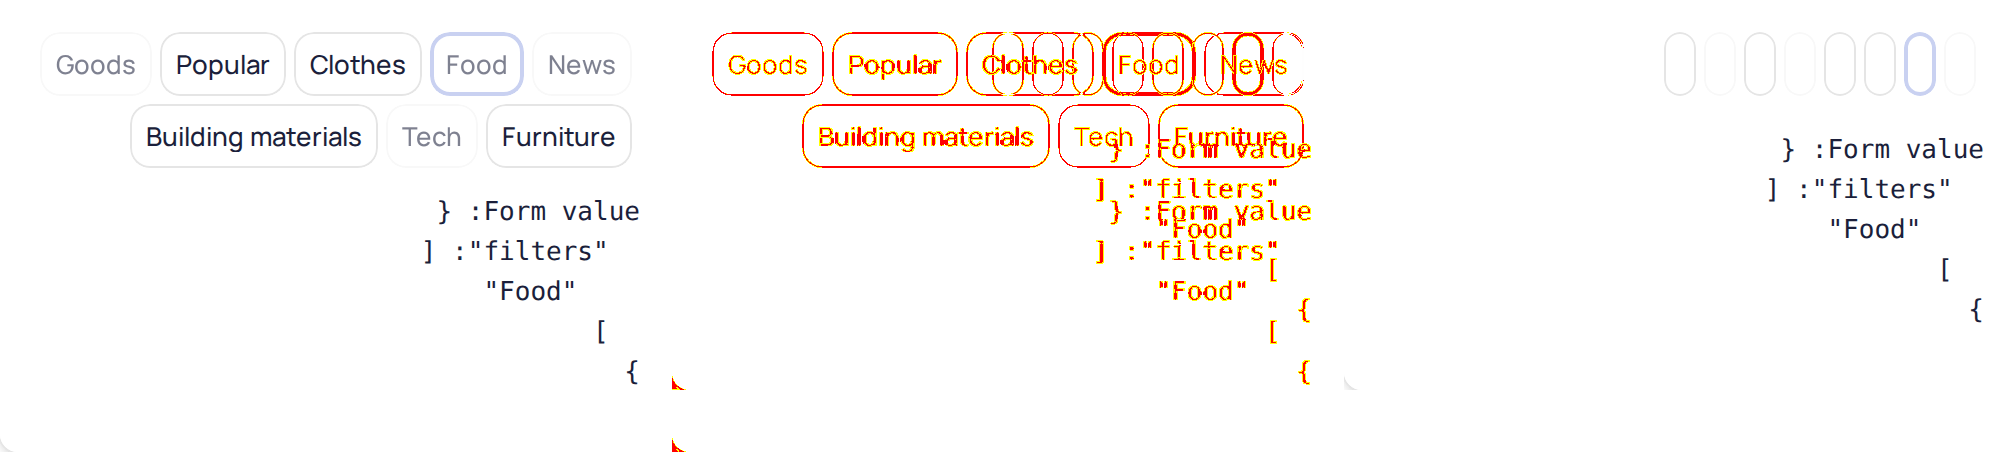 Goods Popular Clothes Food News
Building materials Tech Furniture
} :Form value
] :"filters"
"Food"
[
{
Goods Popular Clothes Food News
Building materials Tech Furniture
} :Form value
] :"filters"
} :Form value
"Food"
] :"filters"
[
"Food"
{
[
{
} :Form value
] :"filters"
"Food"
[
{